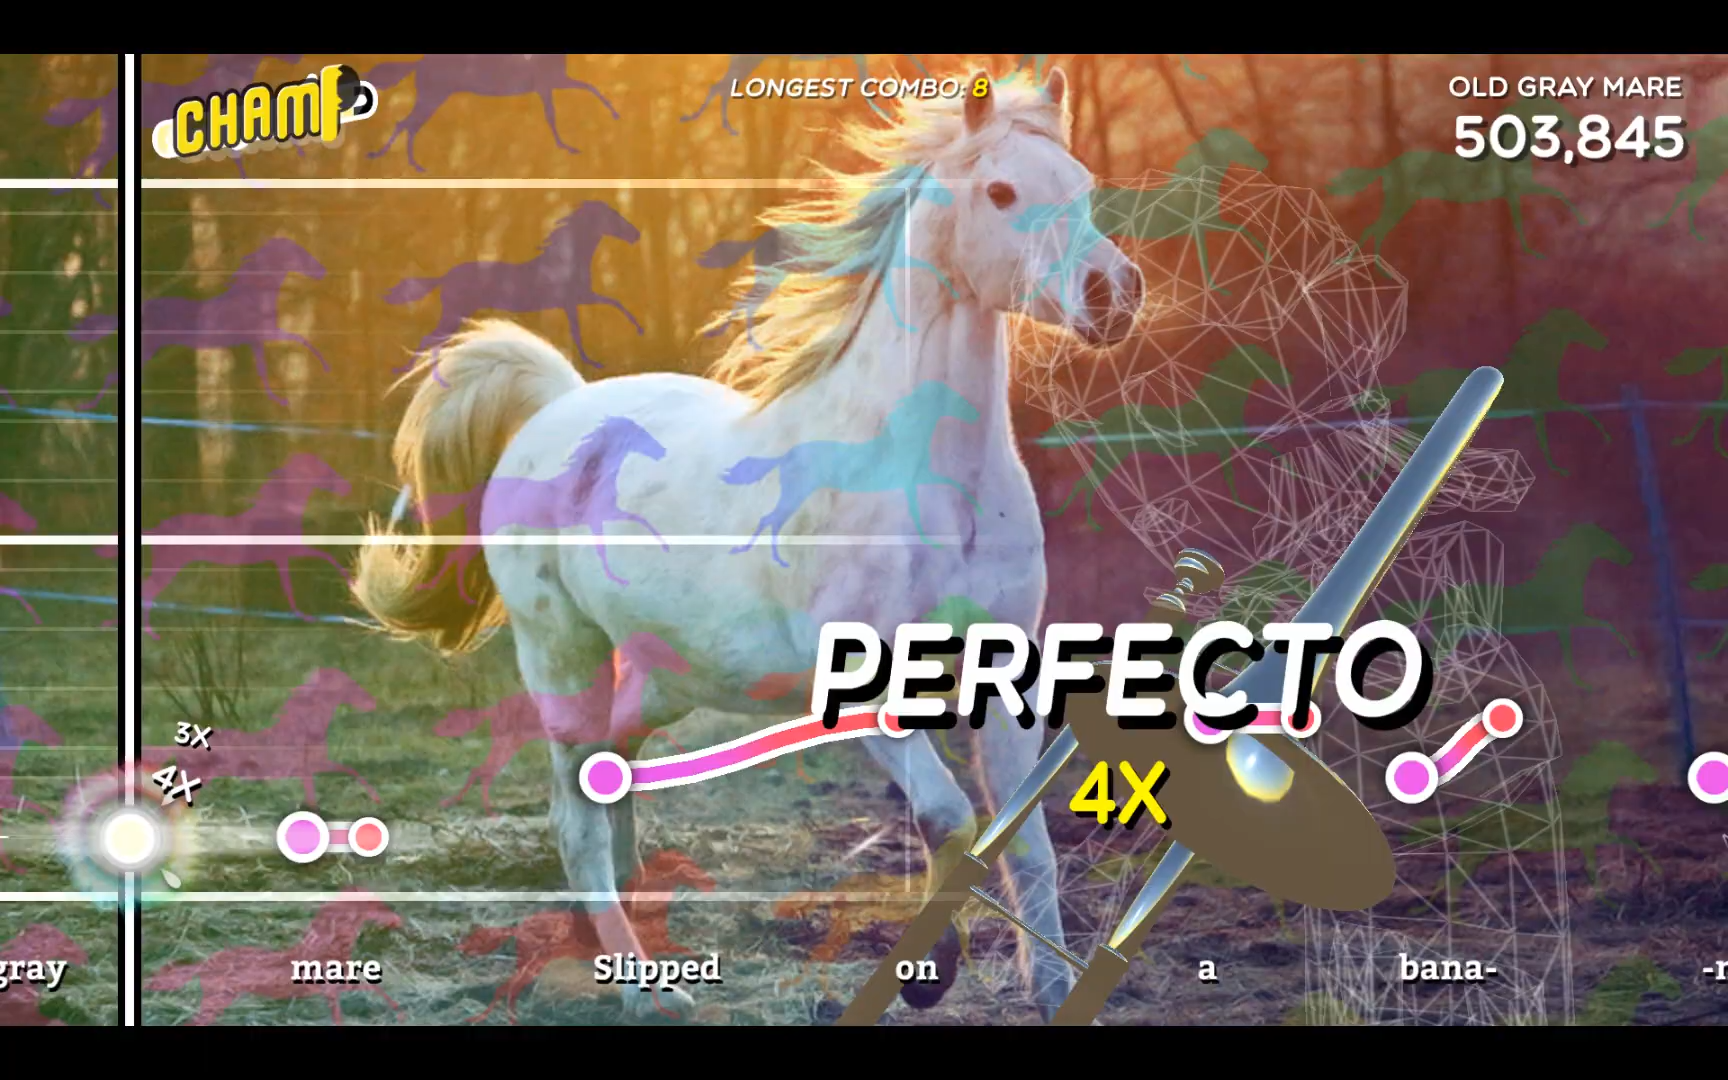 CHAMP
LONGEST COMBO: 8
OLD GRAY MARE
503,845
PERFECTO
4X
3X
4X
gray mare Slipped on a bana-